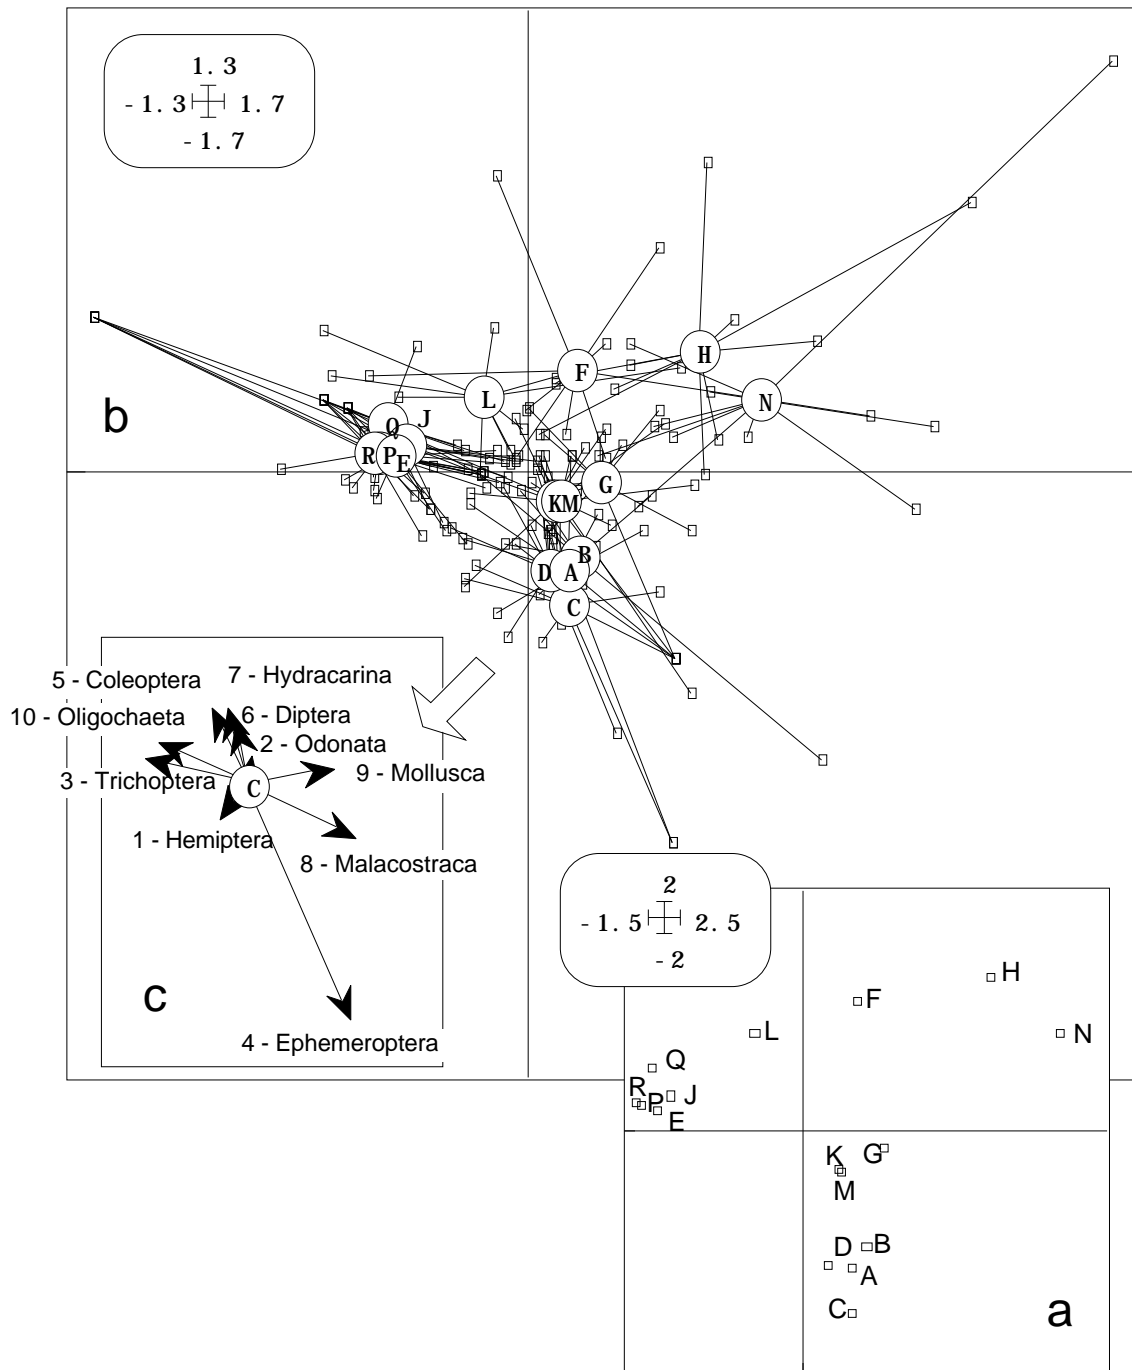 1.3
-1.3 1.7
-1.7
H
F
N
L
b
Q J
R P E
G
K M
B
D A
C
5 - Coleoptera 7 - Hydracarina
10 - Oligochaeta 6 - Diptera
2 - Odonata
3 - Trichoptera C 9 - Mollusca
1 - Hemiptera
8 - Malacostraca
c
4 - Ephemeroptera
2
-1.5 2.5
-2
H
F
L N
Q
R P J
E
K G
M
D B
A
C a